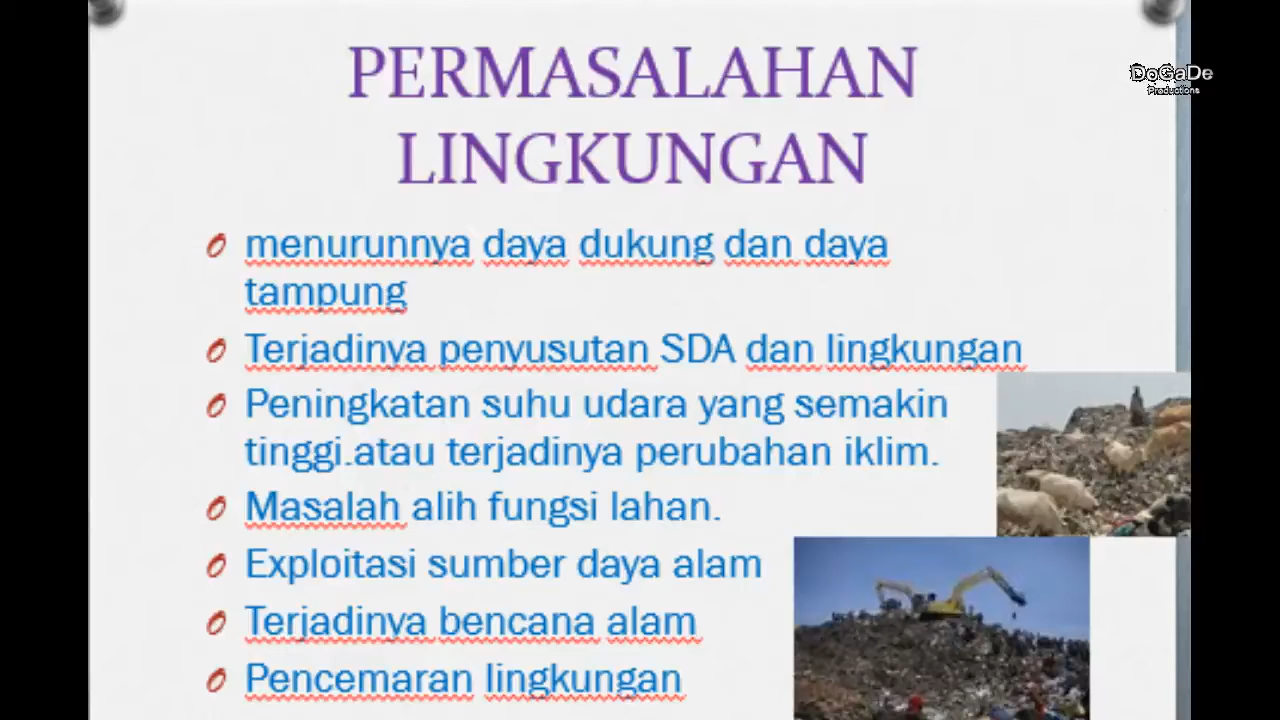 PERMASALAHAN
LINGKUNGAN
DoGaDe
Productions
menurunnya daya dukung dan daya
tampung
Terjadinya penyusutan SDA dan lingkungan
Peningkatan suhu udara yang semakin
tinggi.atau terjadinya perubahan iklim.
Masalah alih fungsi lahan.
Exploitasi sumber daya alam
Terjadinya bencana alam
Pencemaran lingkungan